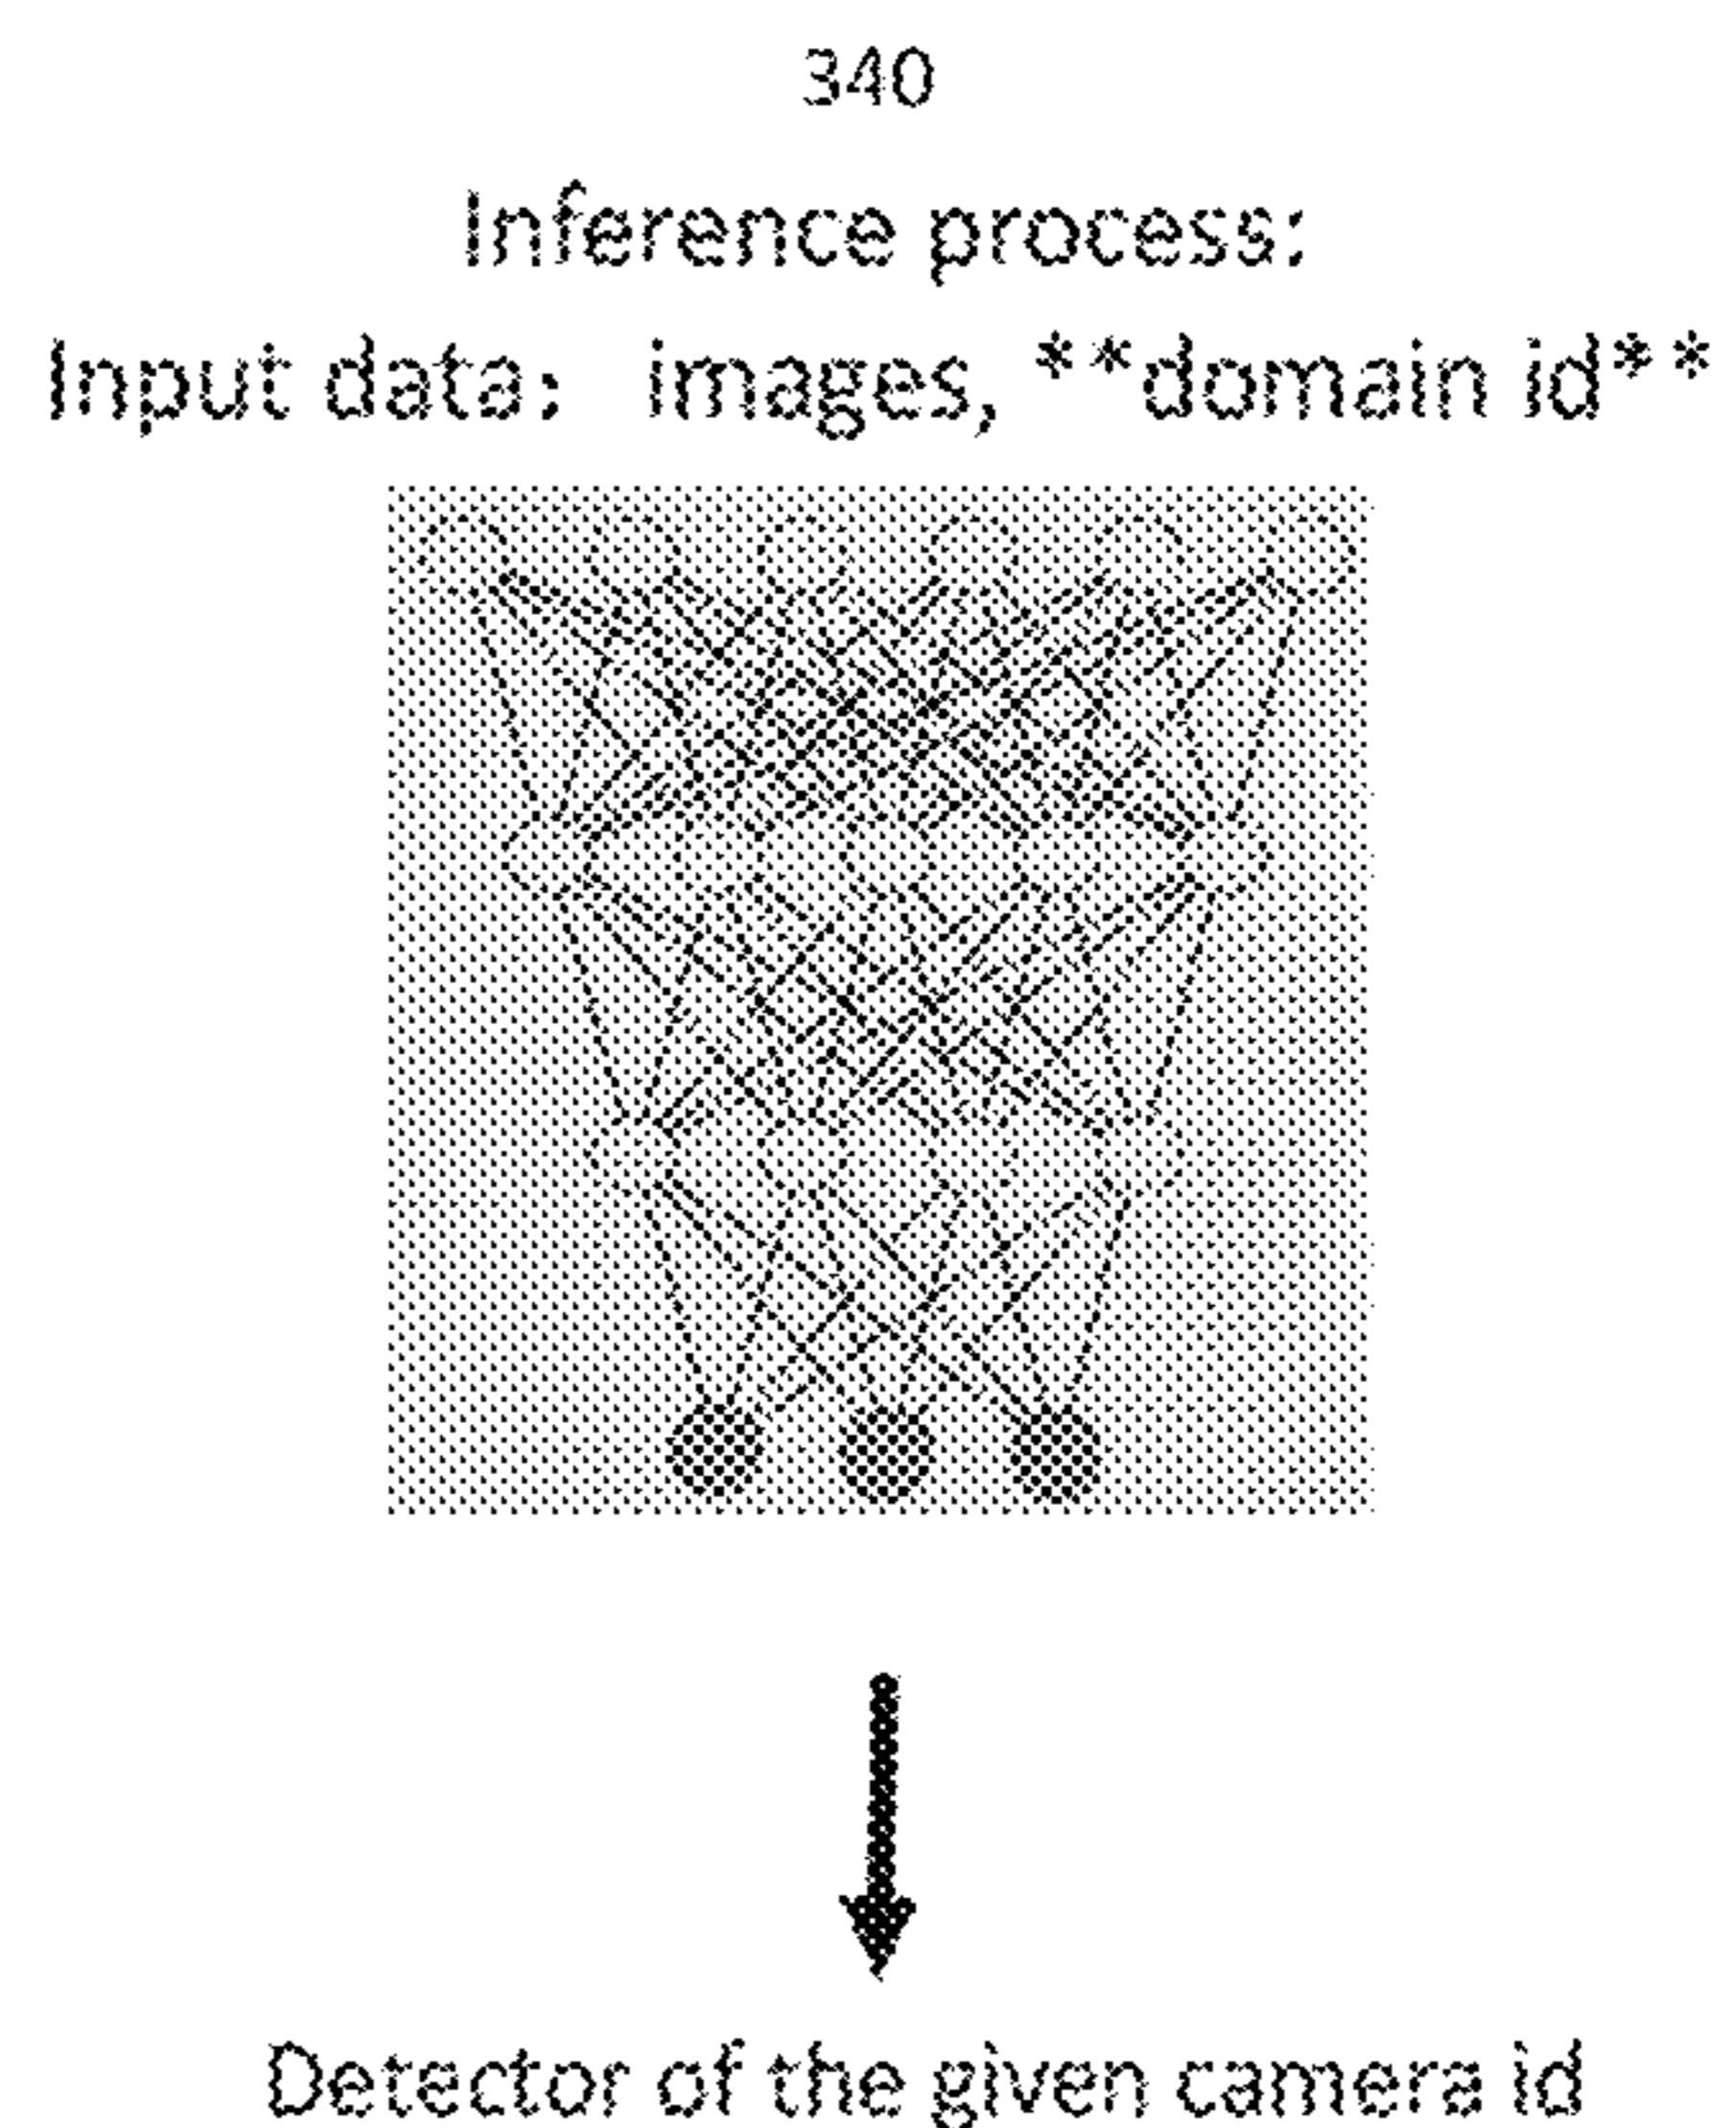 340
Inference process:
Input data: images, **domain id**
Detector of the given camera id